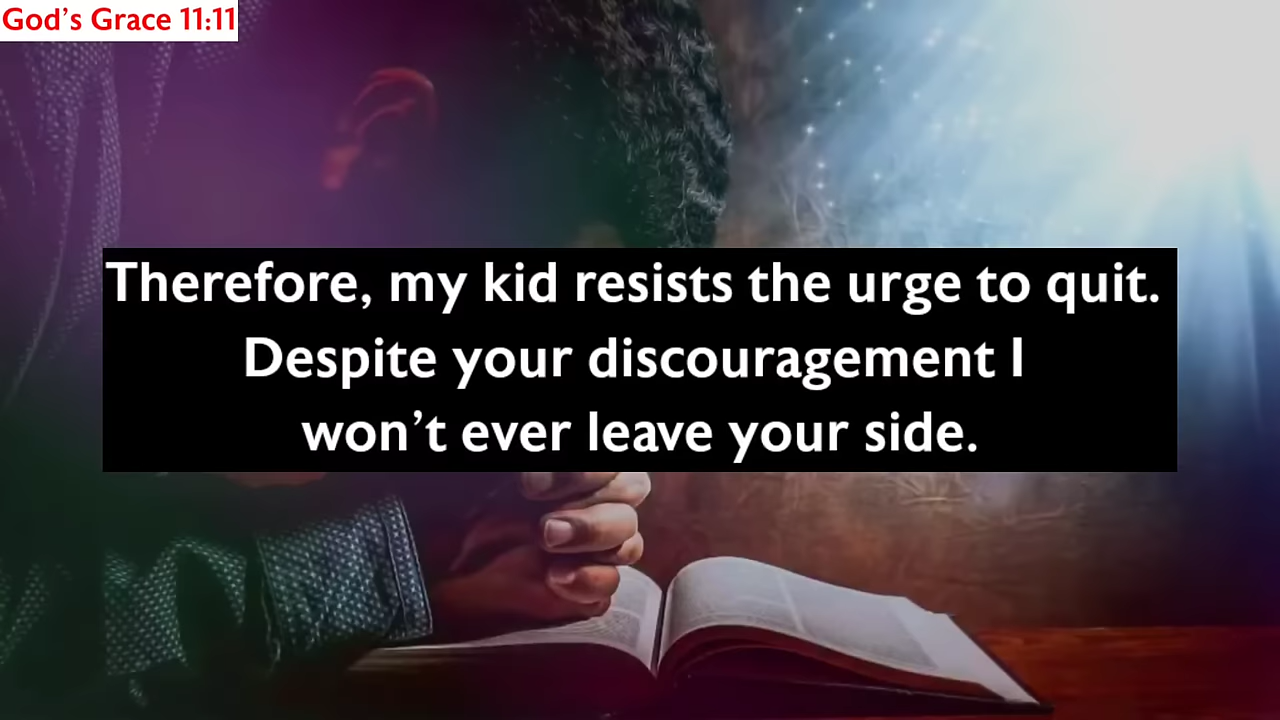 God’s Grace 11:11
Therefore, my kid resists the urge to quit.
Despite your discouragement I
won’t ever leave your side.